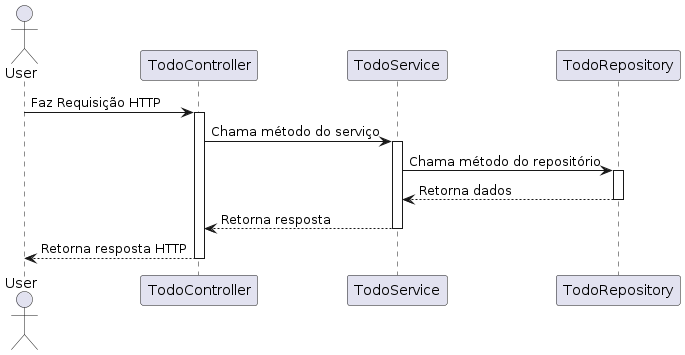 User
TodoController
TodoService
TodoRepository
Faz Requisição HTTP
Chama método do serviço
Chama método do repositório
Retorna dados
Retorna resposta
Retorna resposta HTTP
User
TodoController
TodoService
TodoRepository